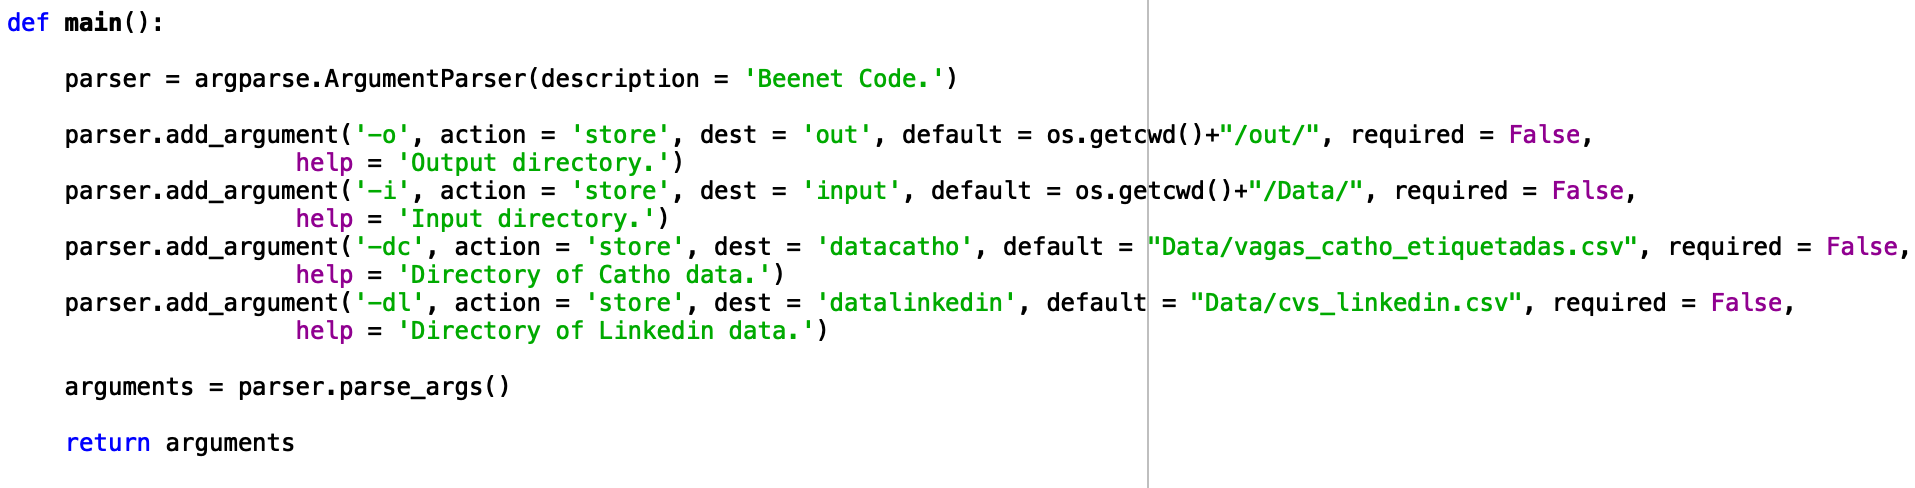 def main():
parser = argparse.ArgumentParser(description = 'Beenet Code.')
parser.add_argument('-o', action = 'store', dest = 'out', default = os.getcwd()+"/out/", required = False,
help = 'Output directory.')
parser.add_argument('-i', action = 'store', dest = 'input', default = os.getcwd()+"/Data/", required = False,
help = 'Input directory.')
parser.add_argument('-dc', action = 'store', dest = 'datacatho', default = "Data/vagas_catho_etiquetadas.csv", required = False,
help = 'Directory of Catho data.')
parser.add_argument('-dl', action = 'store', dest = 'datalinkedin', default = "Data/cvs_linkedin.csv", required = False,
help = 'Directory of Linkedin data.')
arguments = parser.parse_args()
return arguments